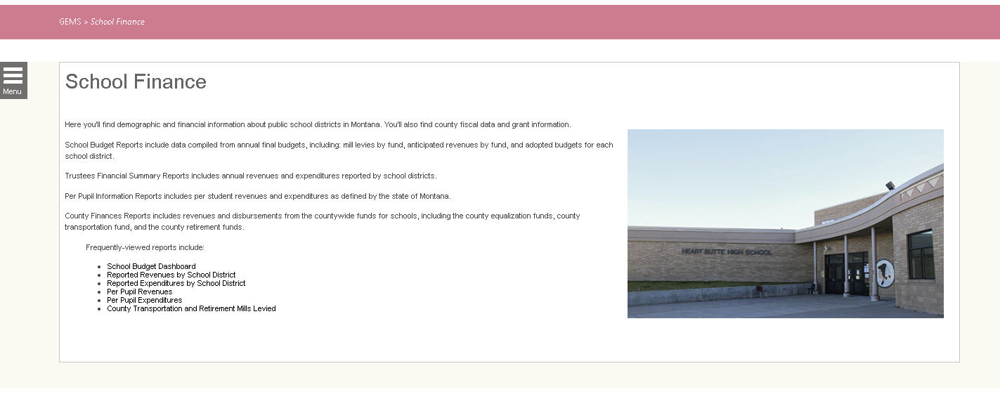 GEMS > School Finance
Menu
School Finance
Here you'll find demographic and financial information about public school districts in Montana. You'll also find county fiscal data and grant information.
School Budget Reports include data compiled from annual final budgets, including: mill levies by fund, anticipated revenues by fund, and adopted budgets for each
school district.
Trustees Financial Summary Reports includes annual revenues and expenditures reported by school districts.
Per Pupil Information Reports includes per student revenues and expenditures as defined by the state of Montana.
County Finances Reports includes revenues and disbursements from the countywide funds for schools, including the county equalization funds, county
transportation fund, and the county retirement funds.
Frequently-viewed reports include:
• School Budget Dashboard
• Reported Revenues by School District
• Reported Expenditures by School District
• Per Pupil Revenues
• Per Pupil Expenditures
• County Transportation and Retirement Mills Levied
HEART BUTTE HIGH SCHOOL